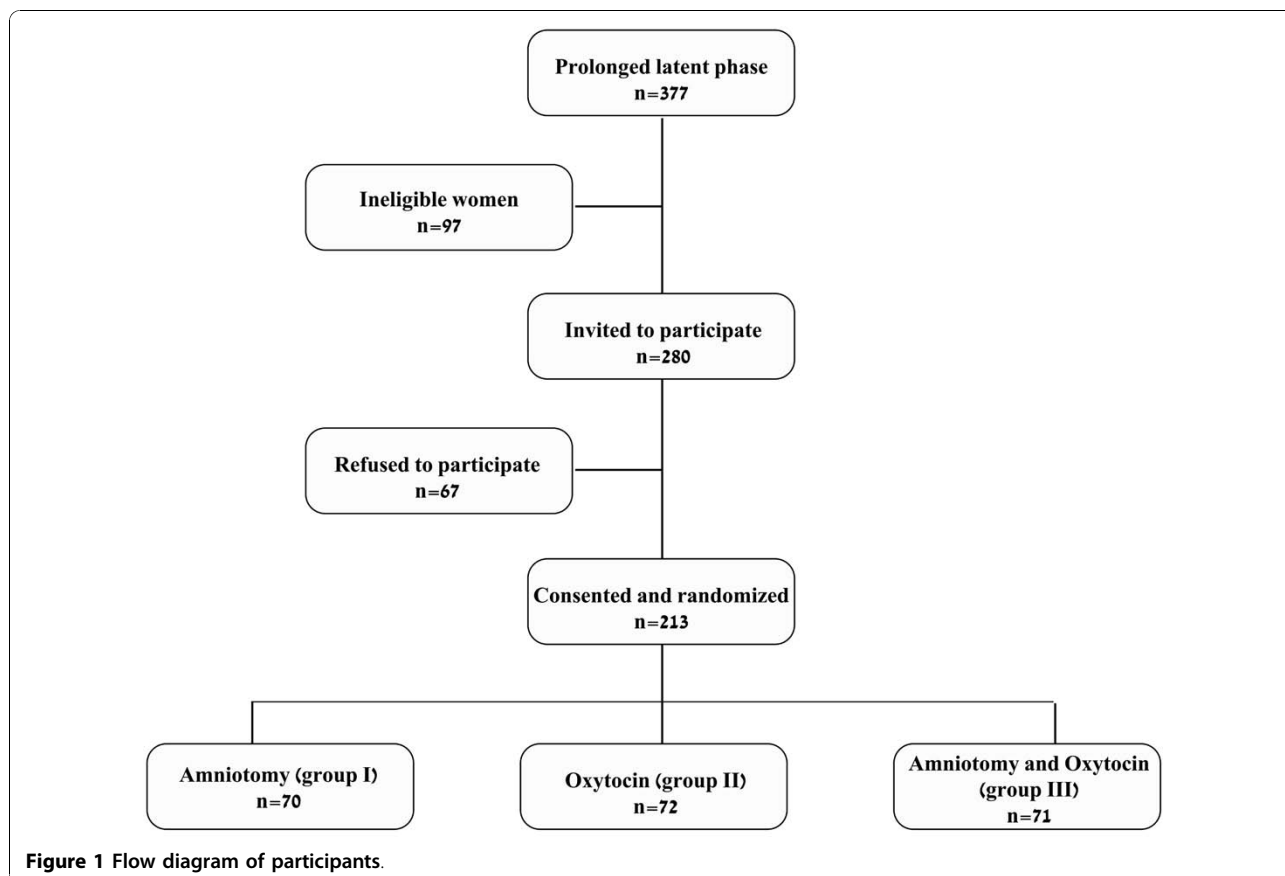 Prolonged latent phase
n=377
Ineligible women
n=97
Invited to participate
n=280
Refused to participate
n=67
Consented and randomized
n=213
Amniotomy (group I)
n=70
Oxytocin (group II)
n=72
Amniotomy and Oxytocin
(group III)
n=71
Figure 1 Flow diagram of participants.